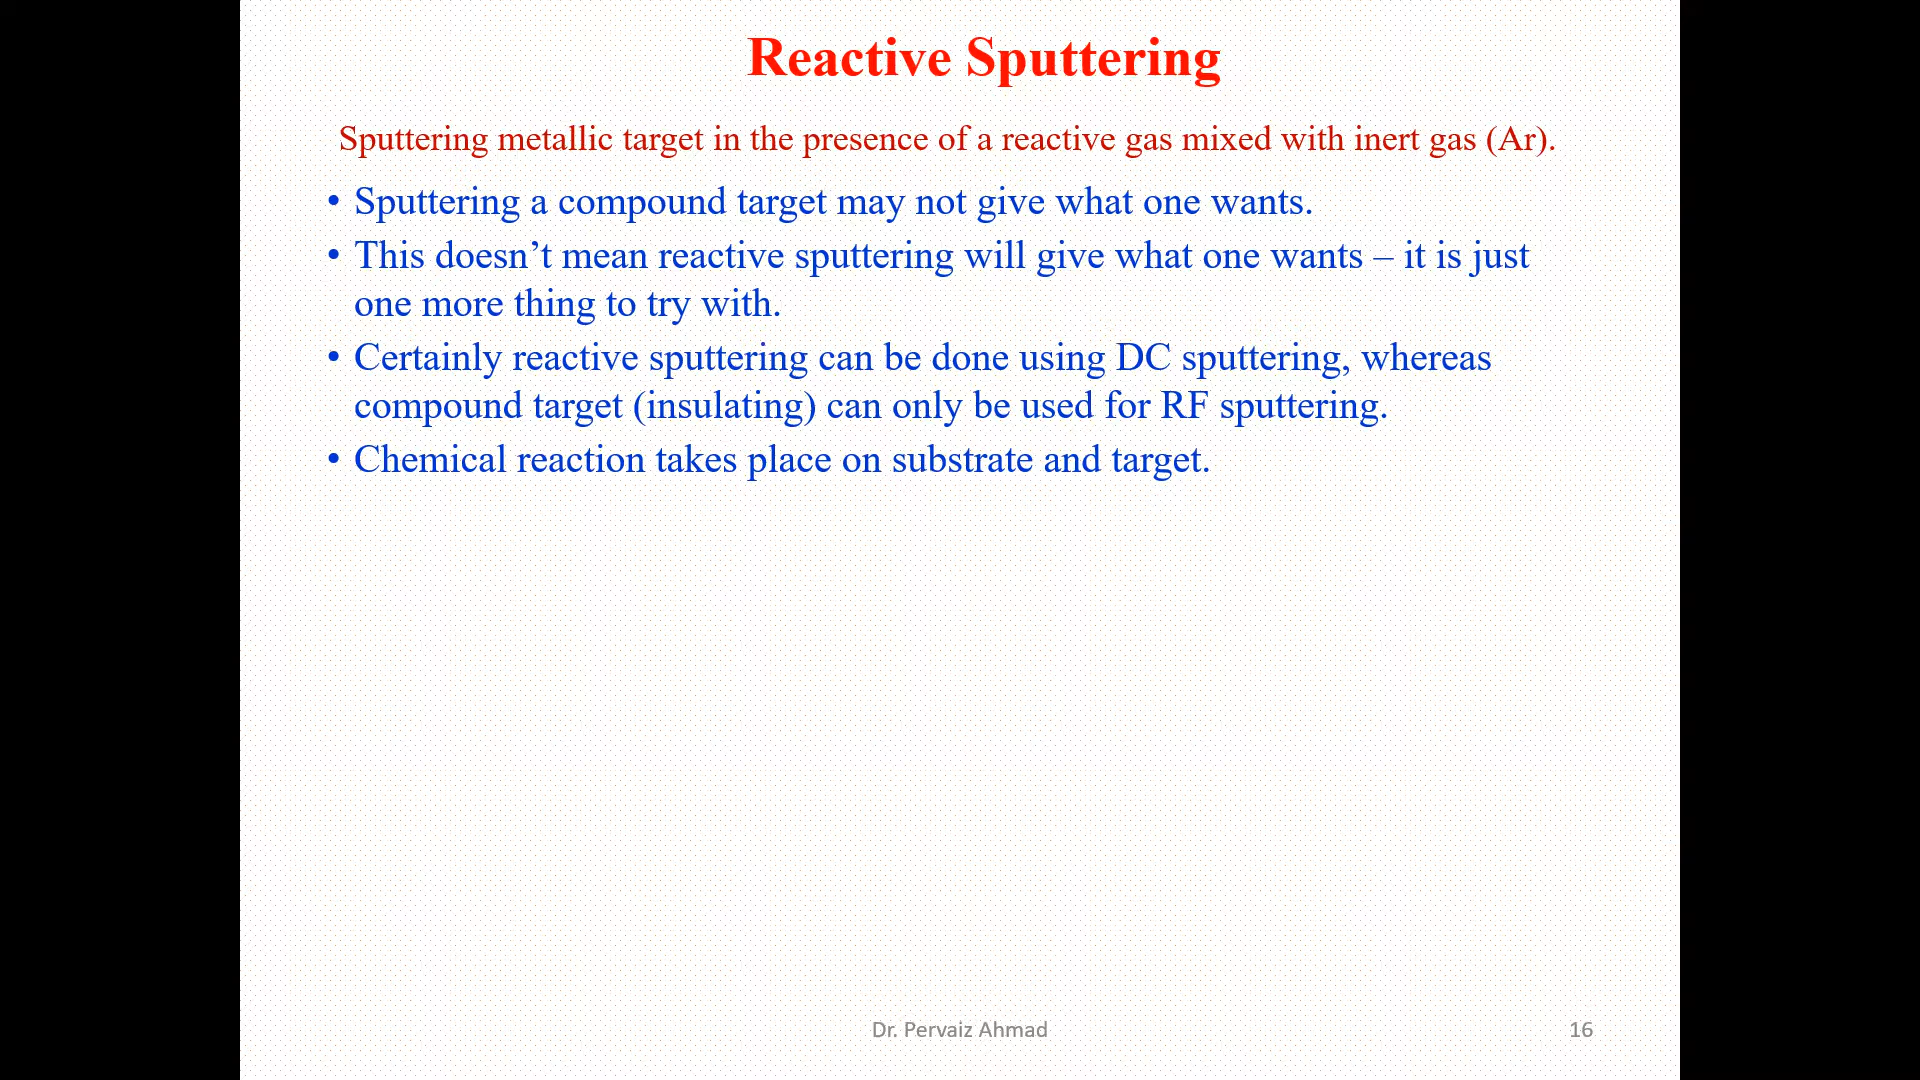 Reactive Sputtering
Sputtering metallic target in the presence of a reactive gas mixed with inert gas (Ar).
• Sputtering a compound target may not give what one wants.
• This doesn’t mean reactive sputtering will give what one wants – it is just
one more thing to try with.
• Certainly reactive sputtering can be done using DC sputtering, whereas
compound target (insulating) can only be used for RF sputtering.
• Chemical reaction takes place on substrate and target.
Dr. Pervaiz Ahmad
16